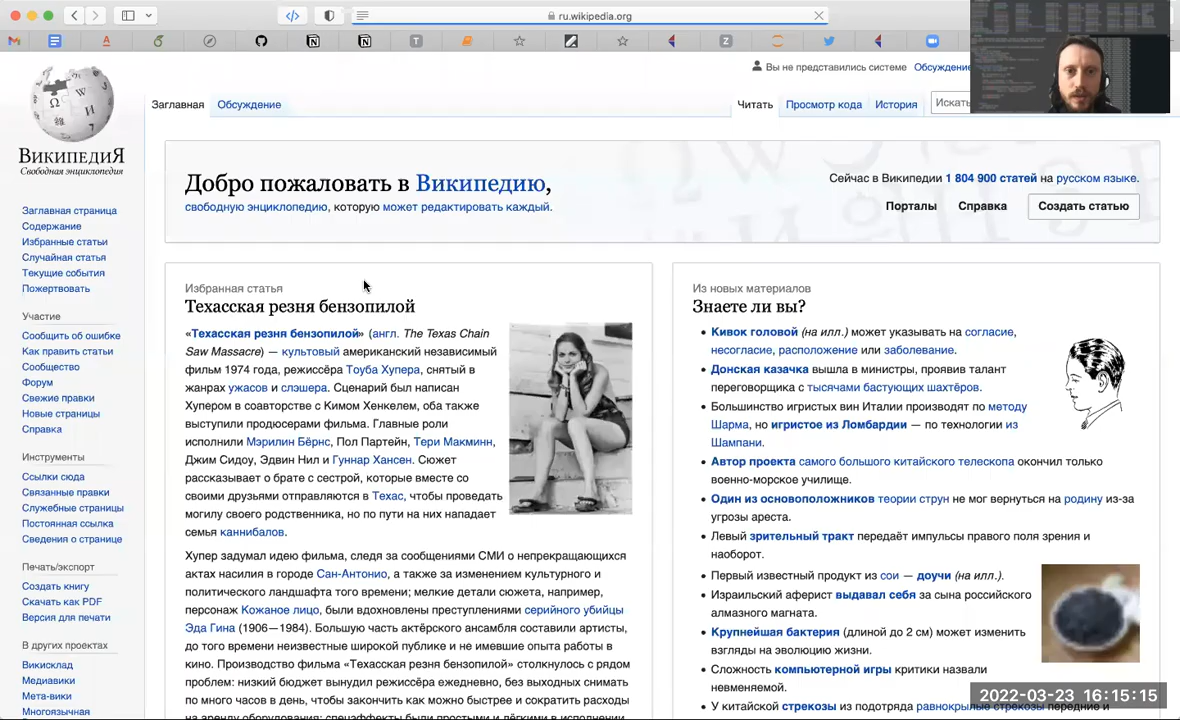 ru.wikipedia.org
Вы не представились системе Обсуждение
Заглавная Обсуждение
Читать Просмотр кода История Искать
ВИКИПЕДИЯ
Свободная энциклопедия
Заглавная страница
Содержание
Избранные статьи
Случайная статья
Текущие события
Пожертвовать
Участие
Сообщить об ошибке
Как править статьи
Сообщество
Форум
Свежие правки
Новые страницы
Справка
Инструменты
Ссылки сюда
Связанные правки
Служебные страницы
Постоянная ссылка
Сведения о странице
Печать/экспорт
Создать книгу
Скачать как PDF
Версия для печати
В других проектах
Викисклад
Медиавики
Мета-вики
Многоязычная
Добро пожаловать в Википедию,
свободную энциклопедию, которую может редактировать каждый.
Сейчас в Википедии 1 804 900 статей на русском языке.
Порталы Справка Создать статью
Избранная статья
Техасская резня бензопилой
«Техасская резня бензопилой» (англ. The Texas Chain
Saw Massacre) — культовый американский независимый
фильм 1974 года, режиссёра Тоуба Хупера, снятый в
жанрах ужасов и слэшера. Сценарий был написан
Хупером в соавторстве с Кимом Хенкелем, оба также
выступили продюсерами фильма. Главные роли
исполнили Мэрилин Бёрнс, Пол Партейн, Тери Макминн,
Джим Сидоу, Эдвин Нил и Гуннар Хансен. Сюжет
рассказывает о брате с сестрой, которые вместе со
своими друзьями отправляются в Техас, чтобы проведать
могилу своего родственника, но по пути на них нападает
семья каннибалов.
Хупер задумал идею фильма, следя за сообщениями СМИ о непрекращающихся
актах насилия в городе Сан-Антонио, а также за изменением культурного и
политического ландшафта того времени; мелкие детали сюжета, например,
персонаж Кожаное лицо, были вдохновлены преступлениями серийного убийцы
Эда Гина (1906—1984). Большую часть актёрского ансамбля составили артисты,
до того времени неизвестные широкой публике и не имевшие опыта работы в
кино. Производство фильма «Техасская резня бензопилой» столкнулось с рядом
проблем: низкий бюджет вынудил режиссёра ежедневно, без выходных снимать
по много часов в день, чтобы закончить как можно быстрее и сократить расходы
на аренду оборудования; спецэффекты были простыми и лёгкими в исполнении
Из новых материалов
Знаете ли вы?
Кивок головой (на илл.) может указывать на согласие,
несогласие, расположение или заболевание.
Донская казачка вышла в министры, проявив талант
переговорщика с тысячами бастующих шахтёров.
Большинство игристых вин Италии производят по методу
Шарма, но игристое из Ломбардии — по технологии из
Шампани.
Автор проекта самого большого китайского телескопа окончил только
военно-морское училище.
Один из основоположников теории струн не мог вернуться на родину из-за
угрозы ареста.
Левый зрительный тракт передаёт импульсы правого поля зрения и
наоборот.
Первый известный продукт из сои — доучи (на илл.).
Израильский аферист выдавал себя за сына российского
алмазного магната.
Крупнейшая бактерия (длиной до 2 см) может изменить
взгляды на эволюцию жизни.
Сложность компьютерной игры критики назвали
невменяемой.
У китайской стрекозы из подотряда равнокрылые стрекозы передние и
2022-03-23 16:15:15